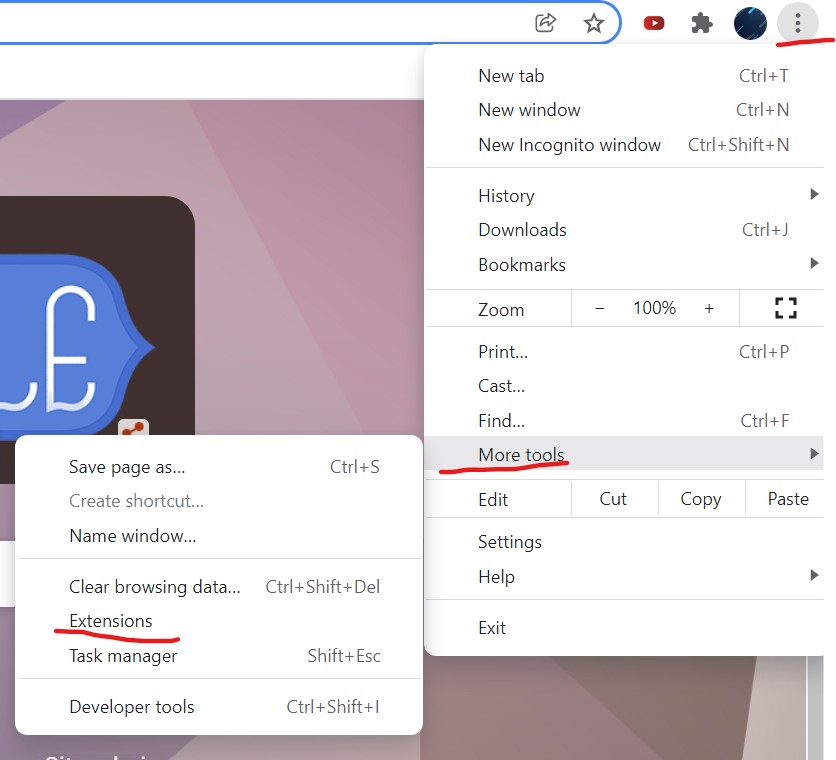 New tab Ctrl+T
New window Ctrl+N
New Incognito window Ctrl+Shift+N
History
Downloads Ctrl+J
Bookmarks
Zoom − 100% +
Print... Ctrl+P
Cast...
Find... Ctrl+F
More tools
Edit Cut Copy Paste
Settings
Help
Exit
Save page as... Ctrl+S
Create shortcut...
Name window...
Clear browsing data... Ctrl+Shift+Del
Extensions
Task manager Shift+Esc
Developer tools Ctrl+Shift+I